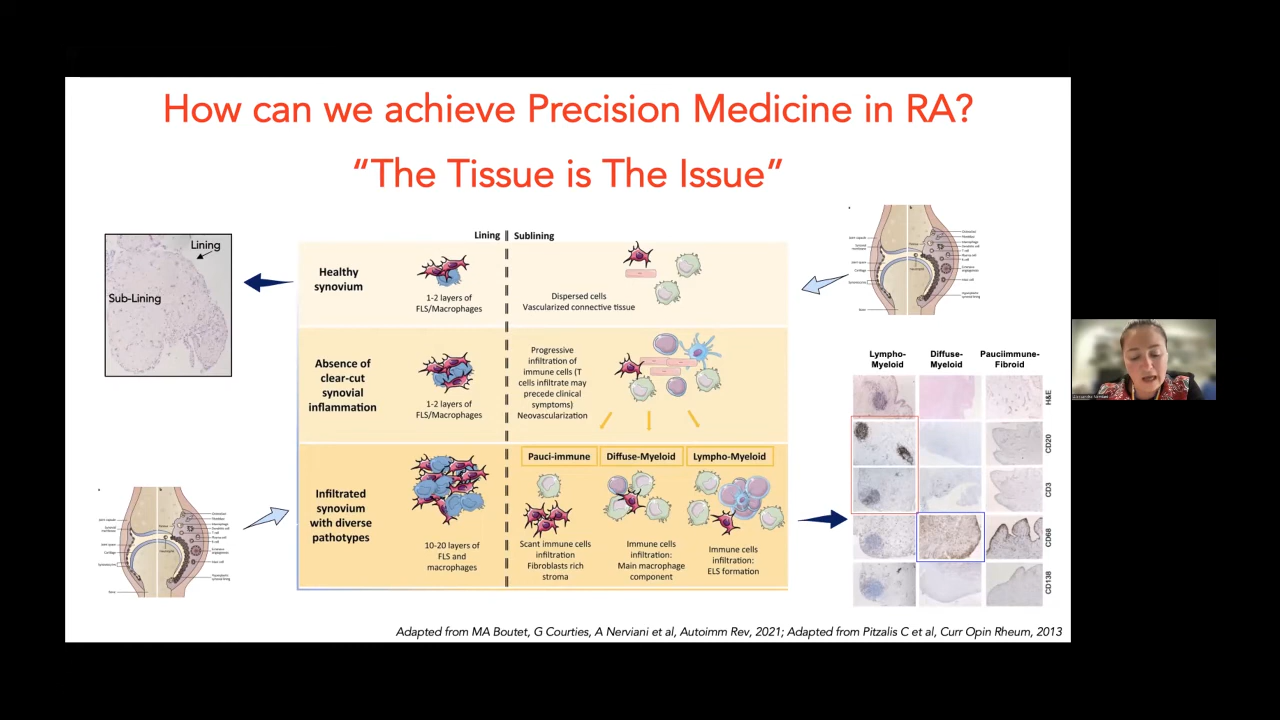 How can we achieve Precision Medicine in RA?
“The Tissue is The Issue”
Lining
Sub-Lining
Lining
Sublining
Healthy
synovium
1-2 layers of
FLS/Macrophages
Dispersed cells
Vascularized connective tissue
Absence of
clear-cut
synovial
inflammation
1-2 layers of
FLS/Macrophages
Progressive
infiltration of
immune cells (T
cells infiltrate may
precede clinical
symptoms)
Neovascularization
Infiltrated
synovium
with diverse
pathotypes
10-20 layers of
FLS and
macrophages
Pauci-immune
Scant immune cells
infiltration
Fibroblasts rich
stroma
Diffuse-Myeloid
Immune cells
infiltration:
Main macrophage
component
Lympho-Myeloid
Immune cells
infiltration:
ELS formation
Lympho-
Myeloid
Diffuse-
Myeloid
Pauciimmune-
Fibroid
H&E
CD20
CD3
CD68
CD138
Adapted from MA Boutet, G Courties, A Nerviani et al, Autoimm Rev, 2021; Adapted from Pitzalis C et al, Curr Opin Rheum, 2013